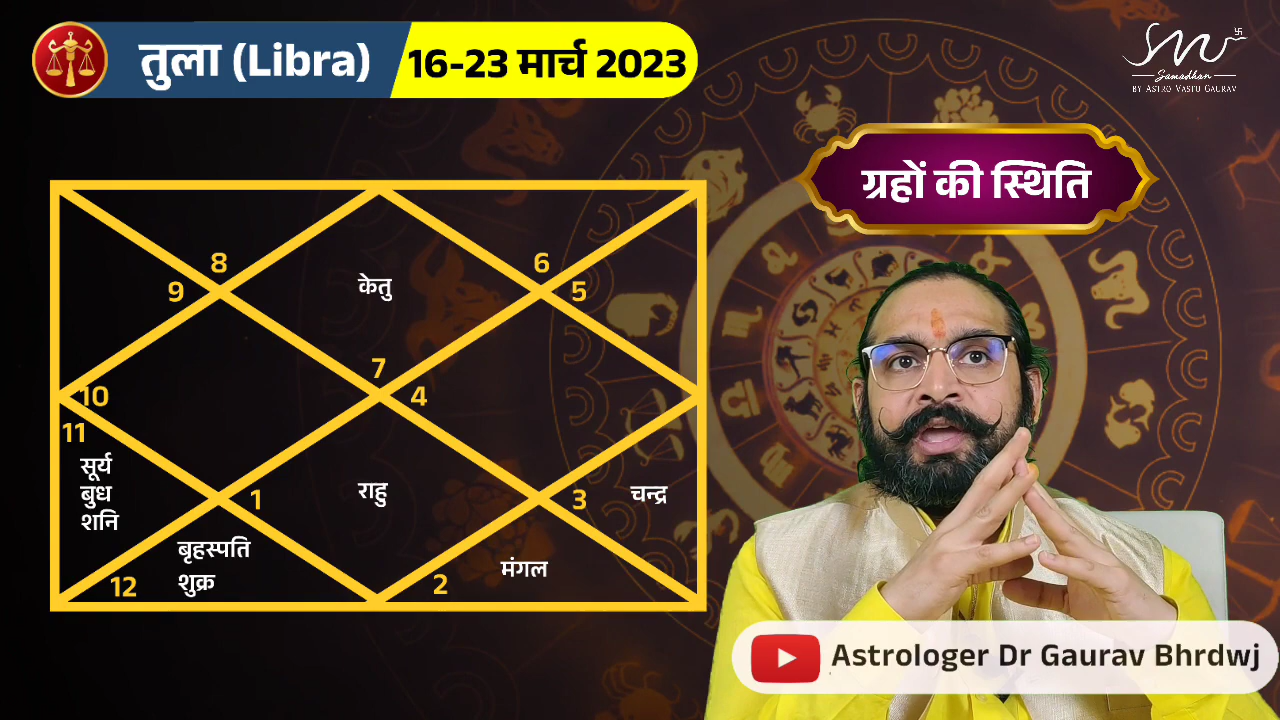 तुला (Libra)
16-23 मार्च 2023
SMV
Samadhan
BY ASTRO VASTU GAURAV
ग्रहों की स्थिति
8
6
9
केतु
5
7
10
4
11
सूर्य
बुध
शनि
1
राहु
3
चन्द्र
बृहस्पति
शुक्र
12
2
मंगल
Astrologer Dr Gaurav Bhrdwj